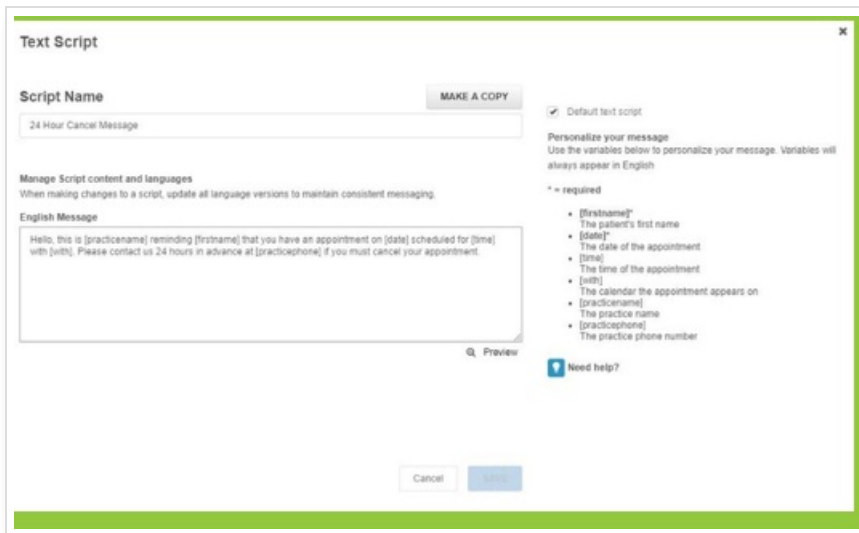 Text Script
Script Name
MAKE A COPY
24 Hour Cancel Message
Manage Script content and languages
When making changes to a script, update all language versions to maintain consistent messaging.
English Message
Hello, this is [practicename] reminding [firstname] that you have an appointment on [date] scheduled for [time]
with [with]. Please contact us 24 hours in advance at [practicephone] if you must cancel your appointment.
Preview
Default text script
Personalize your message
Use the variables below to personalize your message. Variables will
always appear in English
* = required
[firstname]*
The patient's first name
[date]*
The date of the appointment
[time]
The time of the appointment
[with]
The calendar the appointment appears on
[practicename]
The practice name
[practicephone]
The practice phone number
Need help?
Cancel